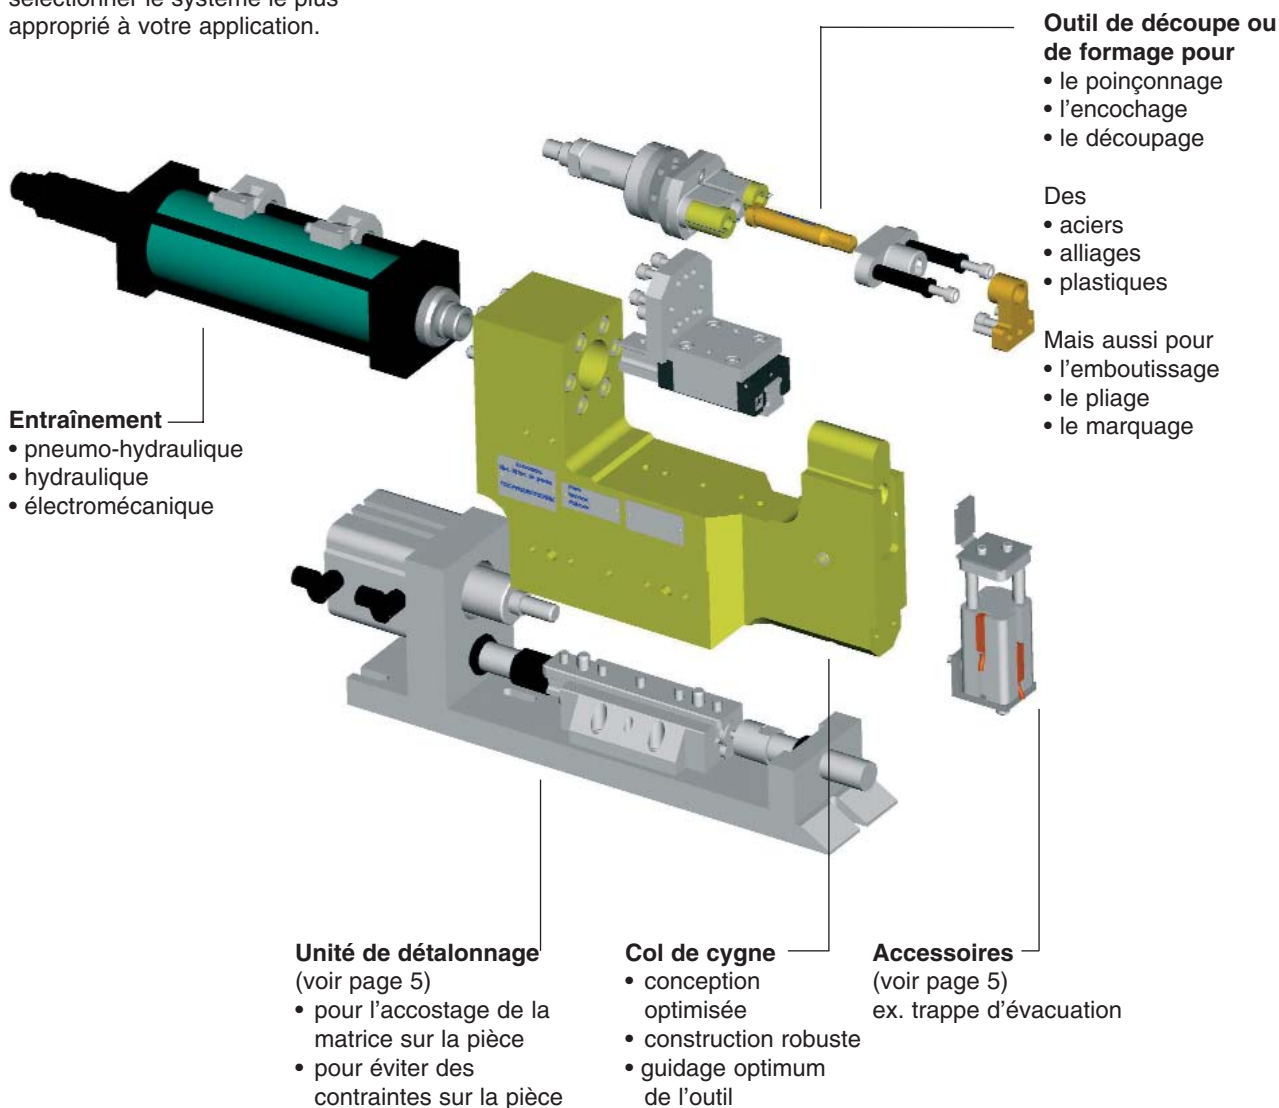 sélectionner le système le plus
approprié à votre application.
Outil de découpe ou
de formage pour
• le poinçonnage
• l'encochage
• le découpage
Des
• aciers
• alliages
• plastiques
Mais aussi pour
• l'emboutissage
• le pliage
• le marquage
Entraînement
• pneumo-hydraulique
• hydraulique
• électromécanique
Unité de détalonnage
(voir page 5)
• pour l'accostage de la
matrice sur la pièce
• pour éviter des
contraintes sur la pièce
Col de cygne
• conception
optimisée
• construction robuste
• guidage optimum
de l'outil
Accessoires
(voir page 5)
ex. trappe d'évacuation